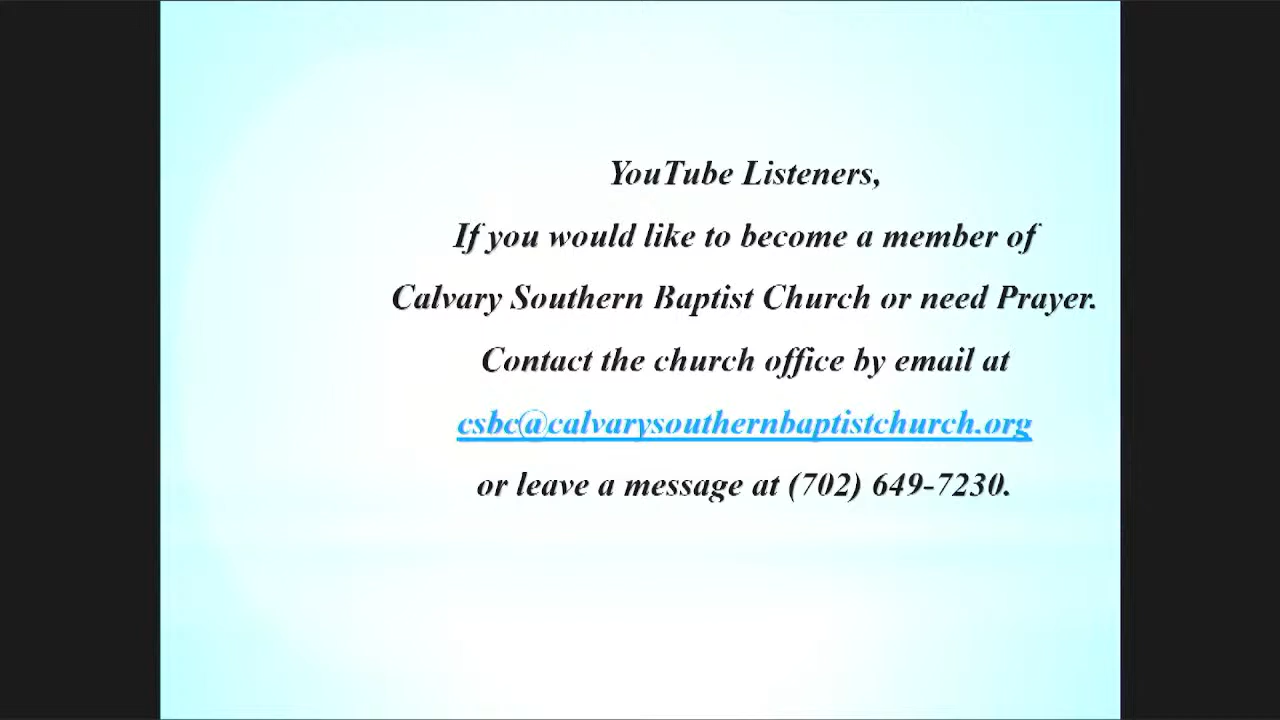 YouTube Listeners,
If you would like to become a member of
Calvary Southern Baptist Church or need Prayer.
Contact the church office by email at
csbc@calvarysouthernbaptistchurch.org
or leave a message at (702) 649-7230.